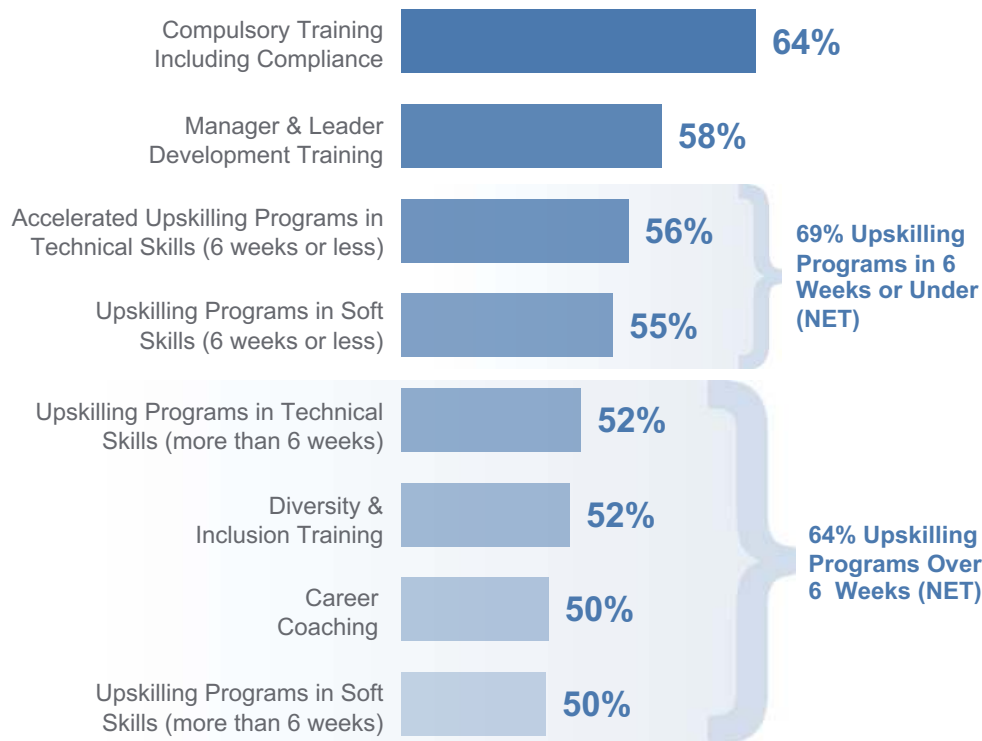 Compulsory Training
Including Compliance
64%
Manager & Leader
Development Training
58%
Accelerated Upskilling Programs in
Technical Skills (6 weeks or less)
56%
Upskilling Programs in Soft
Skills (6 weeks or less)
55%
69% Upskilling
Programs in 6
Weeks or Under
(NET)
Upskilling Programs in Technical
Skills (more than 6 weeks)
52%
Diversity &
Inclusion Training
52%
Career
Coaching
50%
Upskilling Programs in Soft
Skills (more than 6 weeks)
50%
64% Upskilling
Programs Over
6 Weeks (NET)